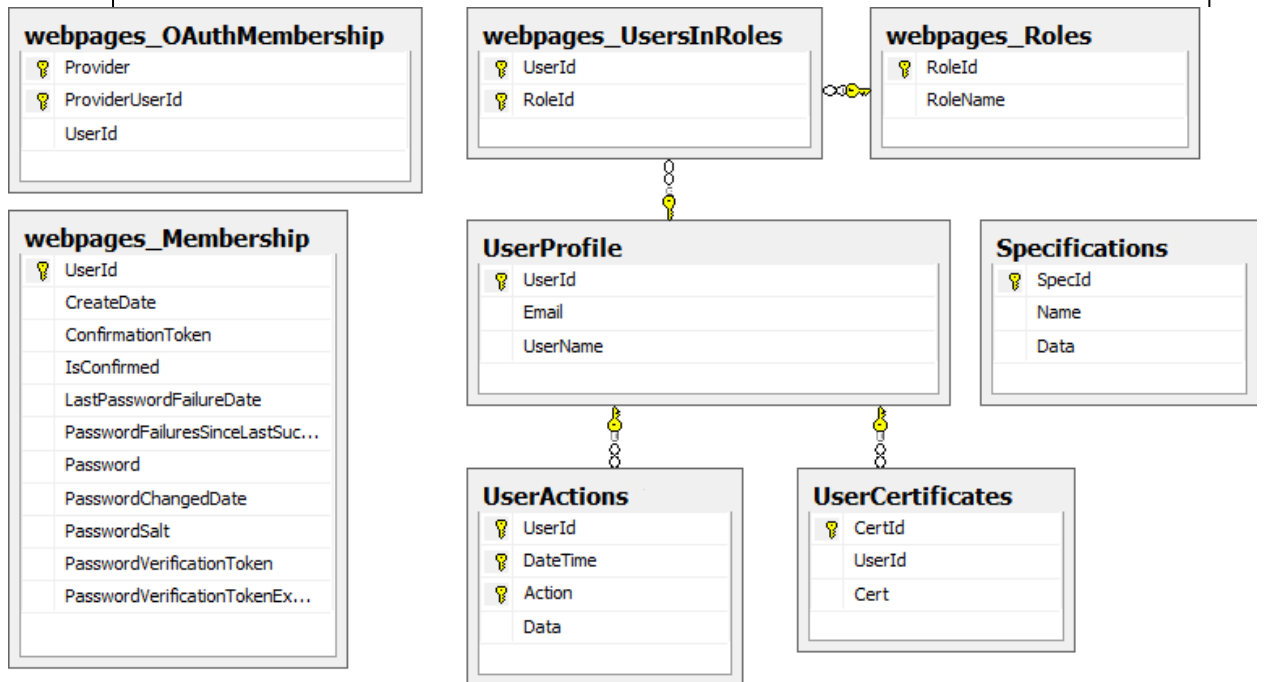 webpages_OAuthMembership
Provider
ProviderUserId
UserId
webpages_UsersInRoles
UserId
RoleId
webpages_Roles
RoleId
RoleName
webpages_Membership
UserId
CreateDate
ConfirmationToken
IsConfirmed
LastPasswordFailureDate
PasswordFailuresSinceLastSuc...
Password
PasswordChangedDate
PasswordSalt
PasswordVerificationToken
PasswordVerificationTokenEx...
UserProfile
UserId
Email
UserName
Specifications
SpecId
Name
Data
UserActions
UserId
DateTime
Action
Data
UserCertificates
CertId
UserId
Cert